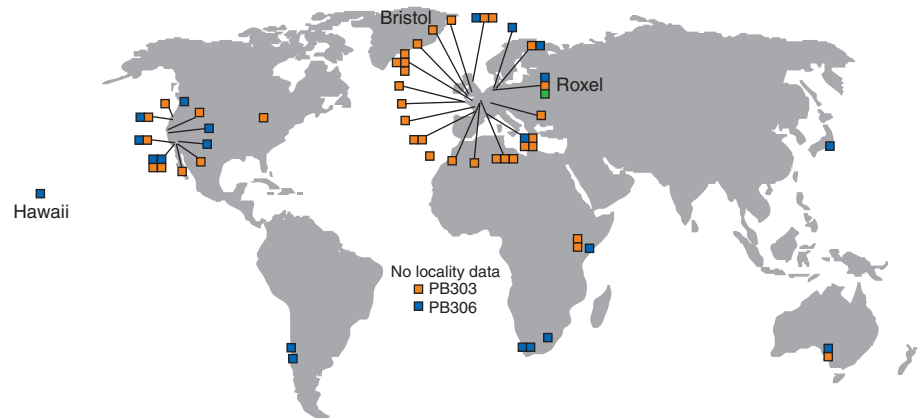 Bristol
Roxel
Hawaii
No locality data
PB303
PB306